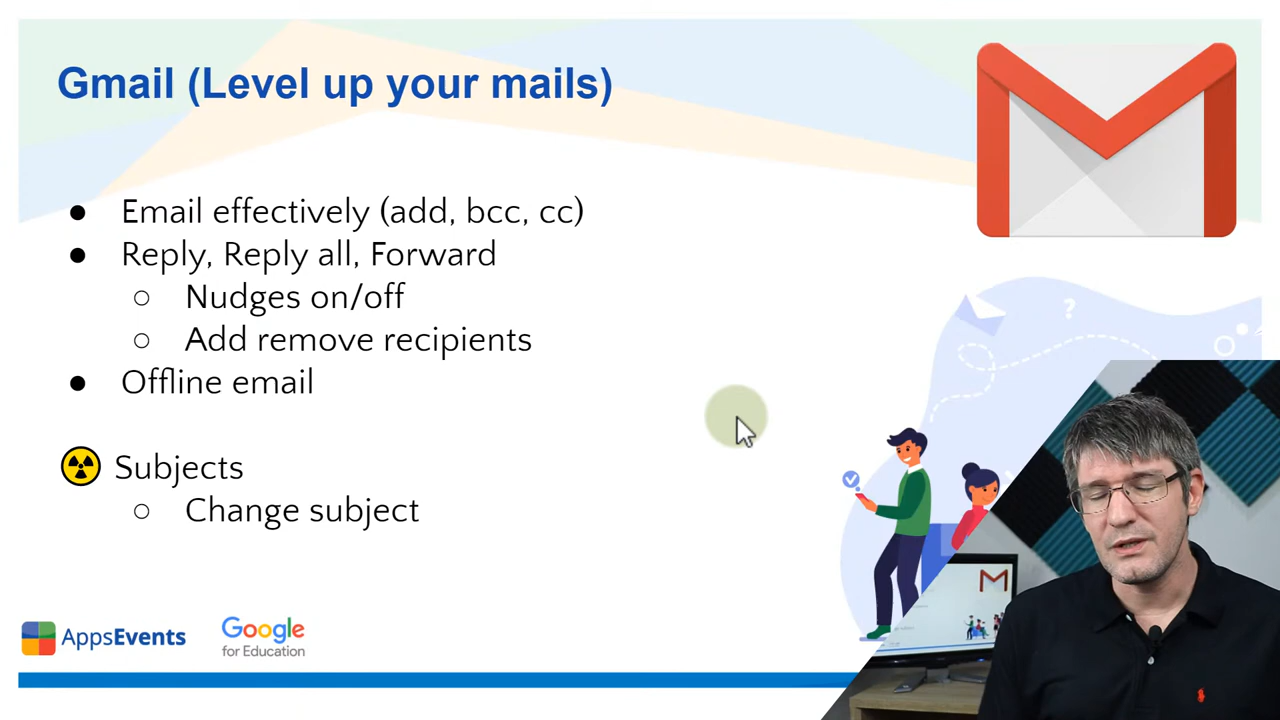 Gmail (Level up your mails)
● Email effectively (add, bcc, cc)
● Reply, Reply all, Forward
○ Nudges on/off
○ Add remove recipients
● Offline email
Subjects
○ Change subject
?
AppsEvents
Google
for Education